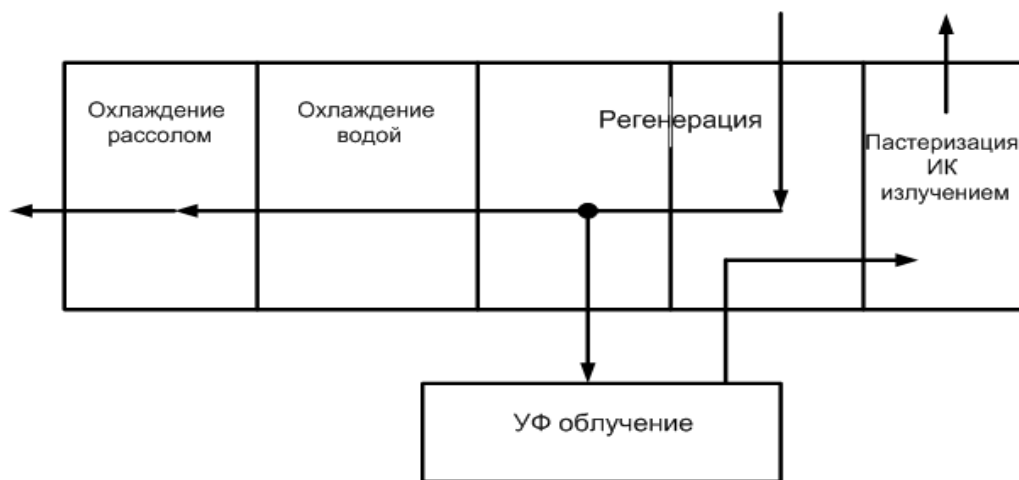 Охлаждение
рассолом
Охлаждение
водой
Регенерация
Пастеризация
ИК
излучением
УФ облучение